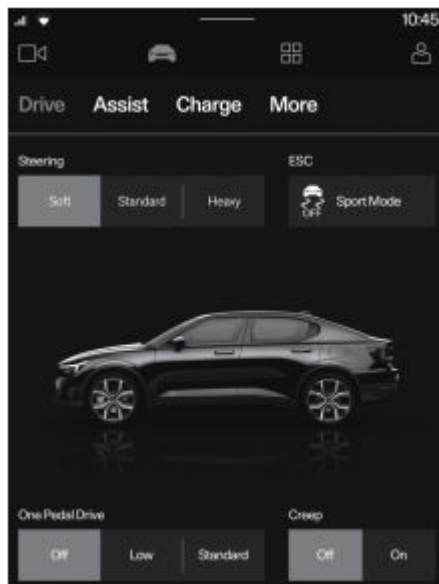 10:45
Drive Assist Charge More
Steering ESC
Soft Standard Heavy OFF Sport Mode
One Pedal Drive Creep
Off Low Standard Off On